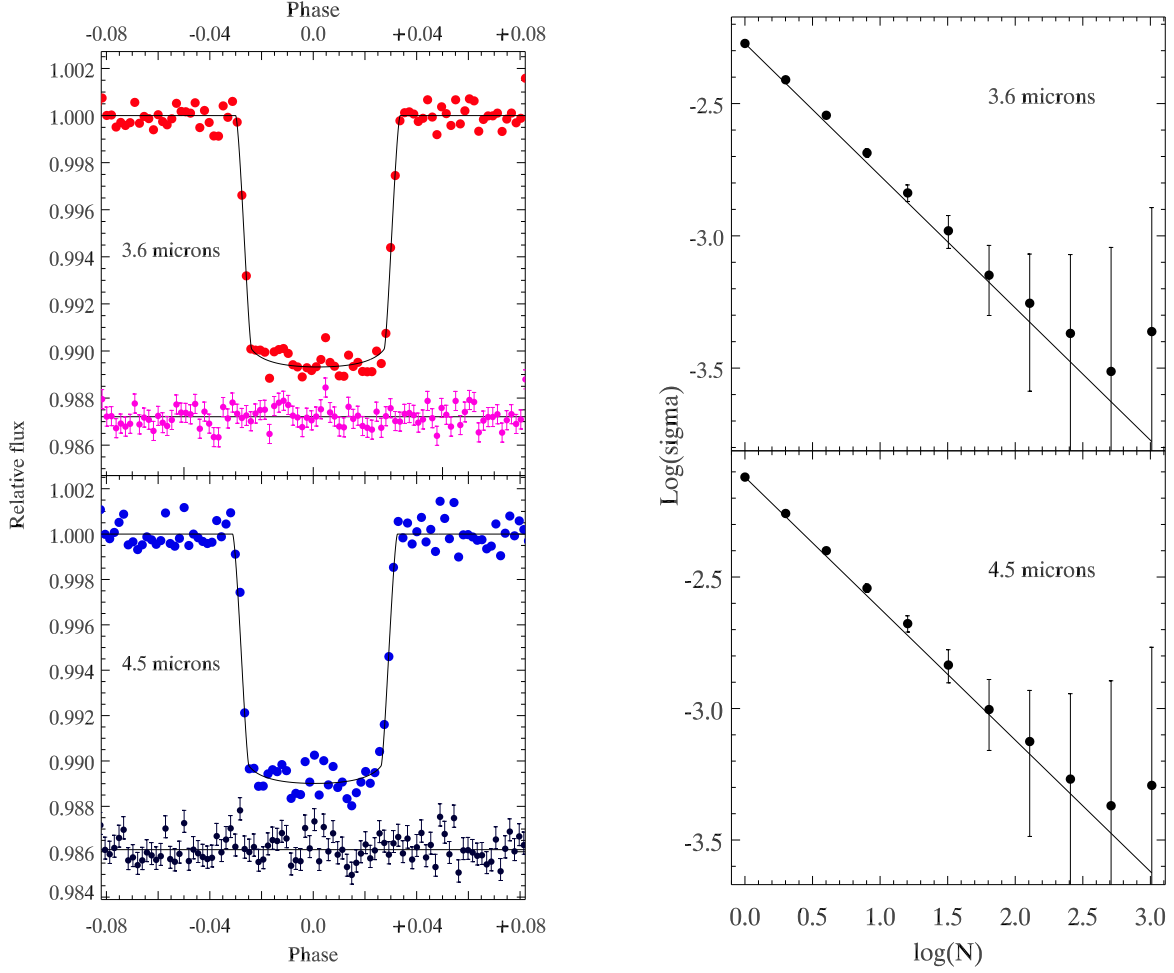 Phase
-0.08 -0.04 0.0 +0.04 +0.08
1.002
1.000
0.998
0.996
0.994
0.992
0.990
0.988
0.986
3.6 microns
Relative flux
1.002
1.000
0.998
0.996
0.994
0.992
0.990
0.988
0.986
0.984
4.5 microns
-0.08 -0.04 0.0 +0.04 +0.08
Phase
-2.5
-3.0
-3.5
3.6 microns
Log(sigma)
-2.5
-3.0
-3.5
4.5 microns
0.0 0.5 1.0 1.5 2.0 2.5 3.0
log(N)